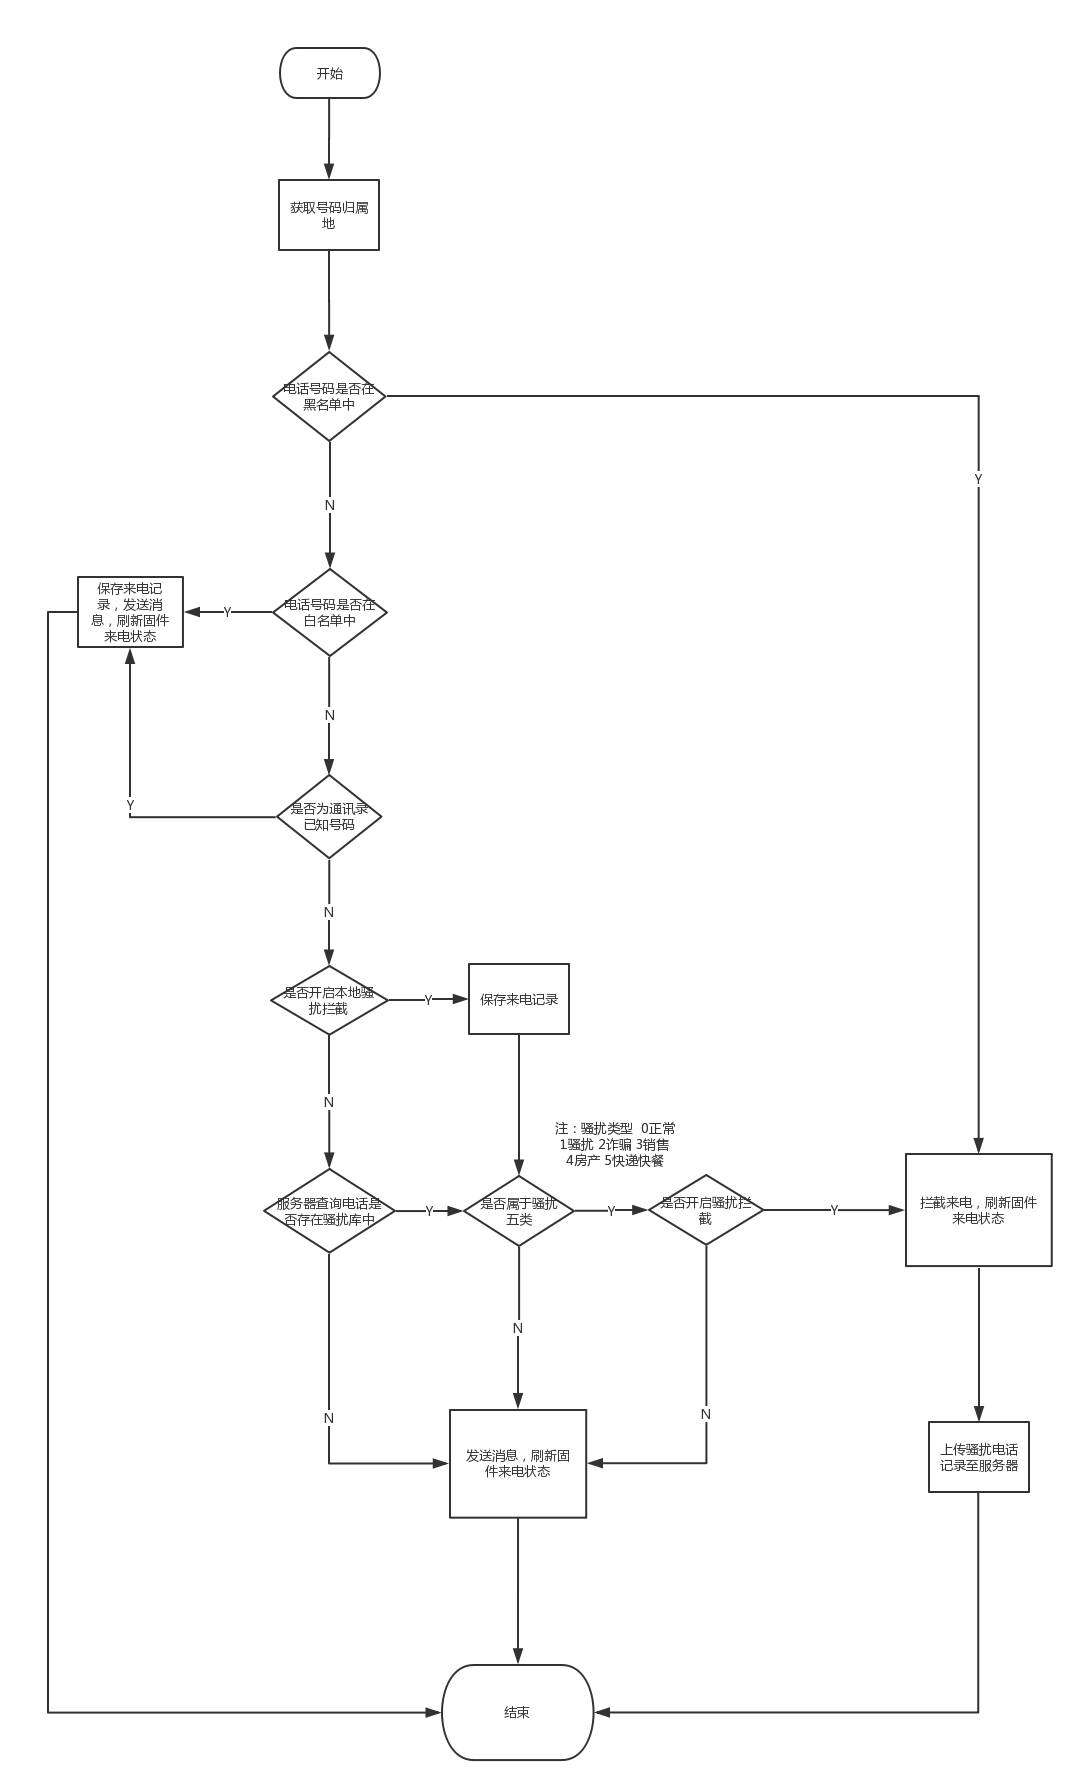 开始
获取号码归属
地
电话号码是否在
黑名单中
Y
N
保存来电记
录，发送消
息，刷新固件
来电状态
Y
电话号码是否在
白名单中
N
Y
是否为通讯录
已知号码
N
是否开启本地骚
扰拦截
Y
保存来电记录
N
注：骚扰类型  0正常
1骚扰 2诈骗 3销售
4房产 5快递快餐
服务器查询电话是
否存在骚扰库中
Y
是否属于骚扰
五类
Y
是否开启骚扰拦
截
Y
拦截来电，刷新固件
来电状态
N
N
N
发送消息，刷新固
件来电状态
上传骚扰电话
记录至服务器
结束